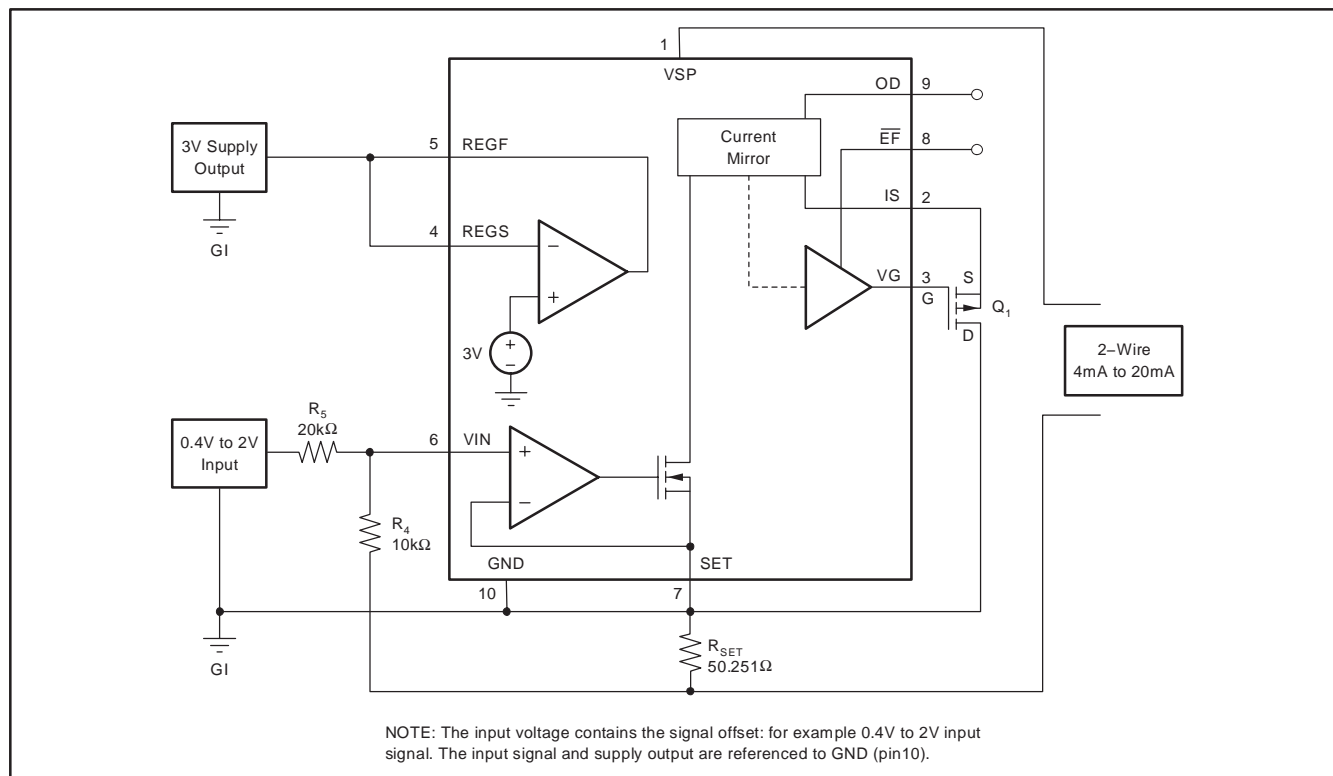 1
VSP
OD 9
Current
Mirror
EF 8
3V Supply
Output
5 REGF
IS 2
GI
4 REGS
−
+
VG 3
G
S
Q1
D
3V
+
−
2−Wire
4mA to 20mA
R5
20kΩ
0.4V to 2V
Input
6 VIN
+
−
R4
10kΩ
GND
SET
10
7
GI
RSET
50.251Ω
NOTE: The input voltage contains the signal offset: for example 0.4V to 2V input
signal. The input signal and supply output are referenced to GND (pin10).